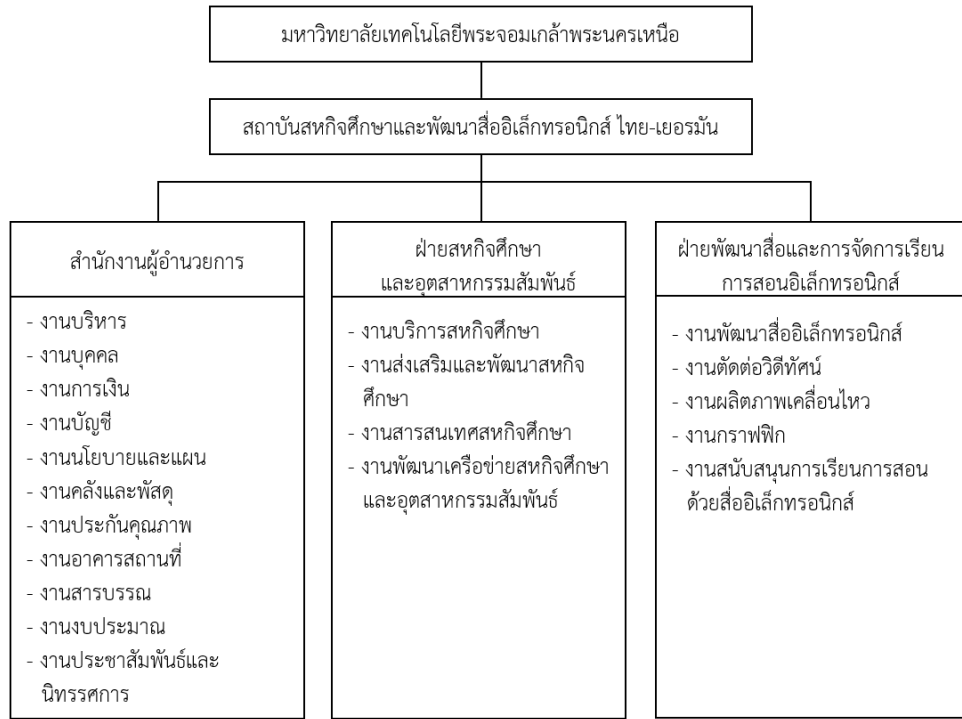 มหาวิทยาลัยเทคโนโลยีพระจอมเกล้าพระนครเหนือ
สถาบันสหกิจศึกษาและพัฒนาสื่ออิเล็กทรอนิกส์ ไทย-เยอรมัน
สำนักงานผู้อำนวยการ
- งานบริหาร
- งานบุคคล
- งานการเงิน
- งานบัญชี
- งานนโยบายและแผน
- งานคลังและพัสดุ
- งานประกันคุณภาพ
- งานอาคารสถานที่
- งานสารบรรณ
- งานงบประมาณ
- งานประชาสัมพันธ์และ
นิทรรศการ
ฝ่ายสหกิจศึกษา
และอุตสาหกรรมสัมพันธ์
- งานบริการสหกิจศึกษา
- งานส่งเสริมและพัฒนาสหกิจ
ศึกษา
- งานสารสนเทศสหกิจศึกษา
- งานพัฒนาเครือข่ายสหกิจศึกษา
และอุตสาหกรรมสัมพันธ์
ฝ่ายพัฒนาสื่อและการจัดการเรียน
การสอนอิเล็กทรอนิกส์
- งานพัฒนาสื่ออิเล็กทรอนิกส์
- งานตัดต่อวิดีทัศน์
- งานผลิตภาพเคลื่อนไหว
- งานกราฟฟิก
- งานสนับสนุนการเรียนการสอน
ด้วยสื่ออิเล็กทรอนิกส์